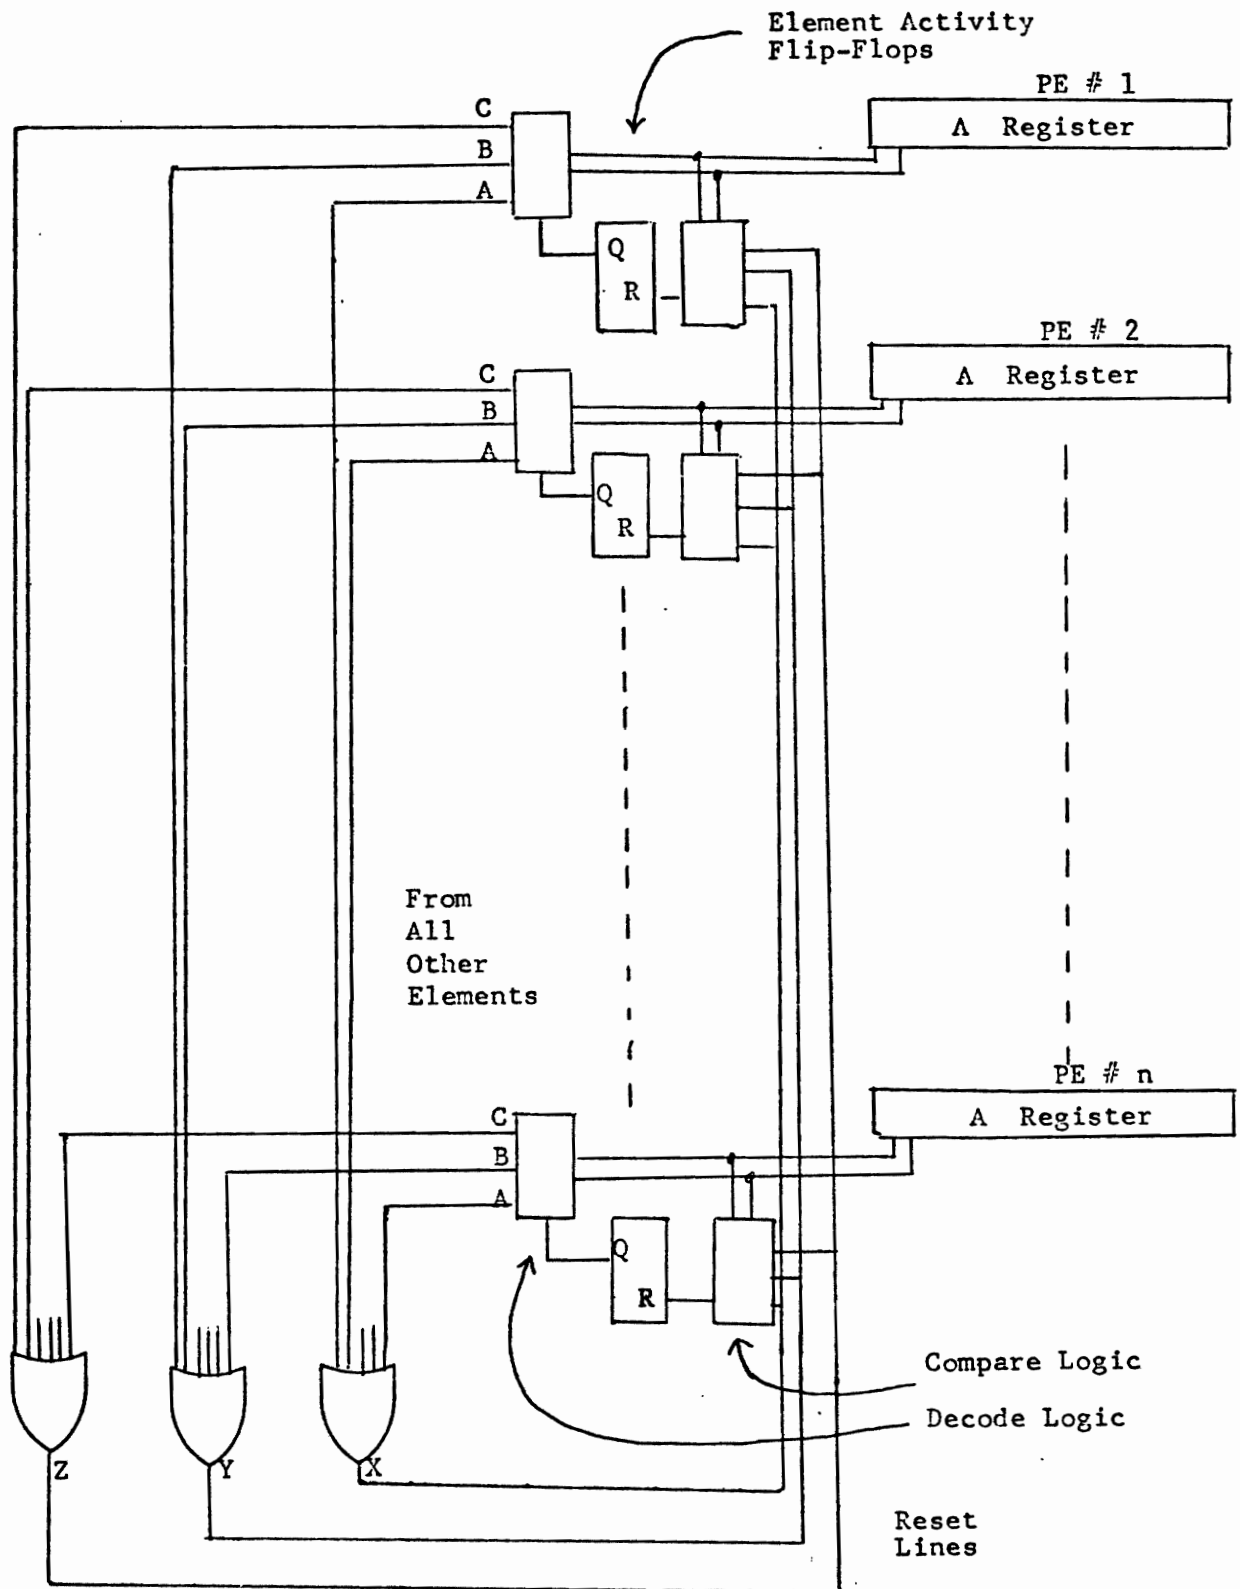 Element Activity
Flip-Flops
PE # 1
A Register
C
B
A
Q
R
PE # 2
A Register
C
B
A
Q
R
From
All
Other
Elements
PE # n
A Register
C
B
A
Q
R
Compare Logic
Decode Logic
Z
Y
X
Reset
Lines